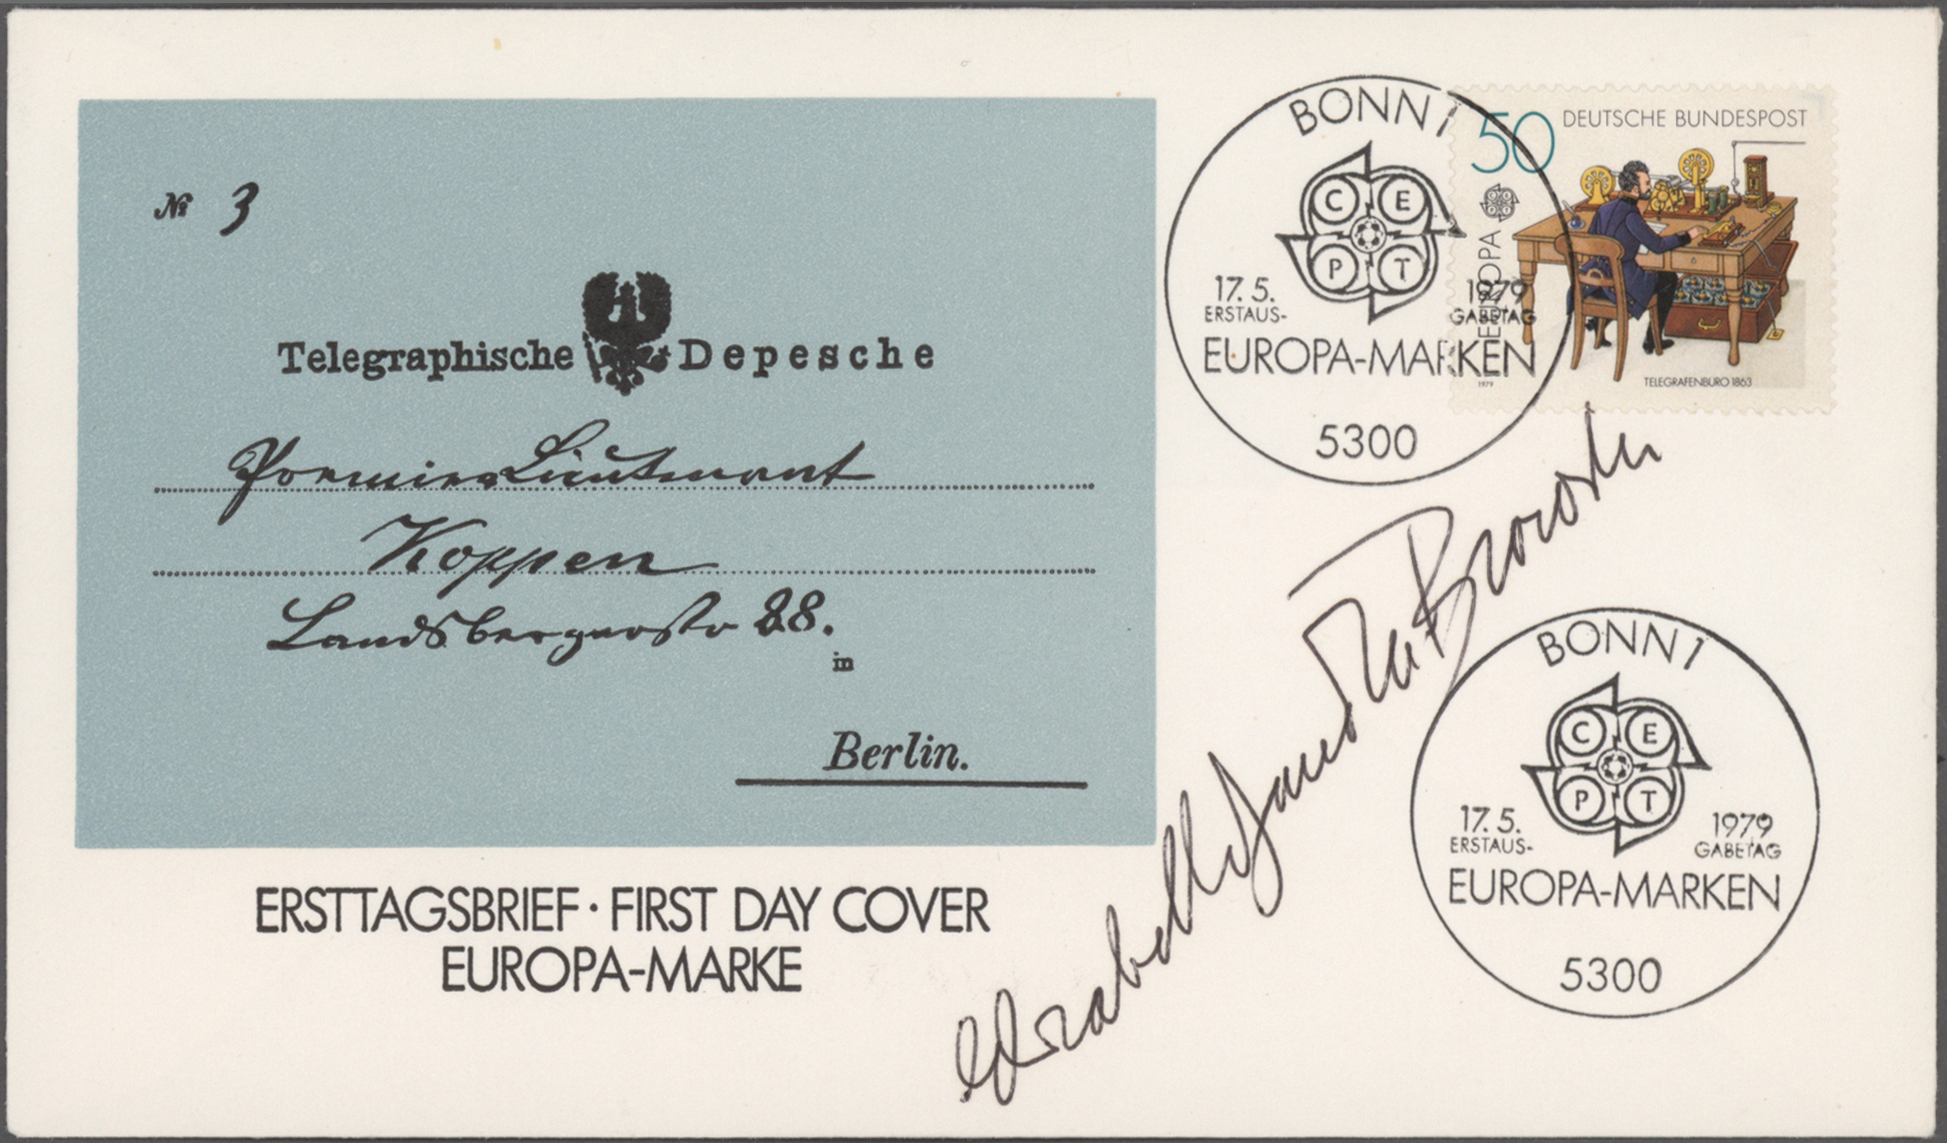 № 3
Telegraphische Depesche
Premier Lieutenant
Koppen
Landsbergerstr 28.
in
Berlin.
ERSTTAGSBRIEF · FIRST DAY COVER
EUROPA-MARKE
BONN 1
C E
P T
17. 5. 1979
ERSTAUS- GABETAG
EUROPA-MARKEN
5300
50 DEUTSCHE BUNDESPOST
EUROPA
C E
P T
TELEGRAFENBÜRO 1863
1979
BONN 1
C E
P T
17. 5. 1979
ERSTAUS- GABETAG
EUROPA-MARKEN
5300